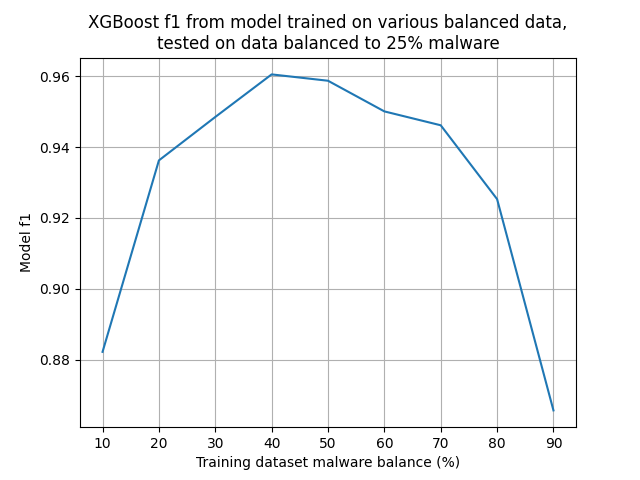 XGBoost f1 from model trained on various balanced data,
tested on data balanced to 25% malware
0.96
0.94
0.92
0.90
0.88
Model f1
10 20 30 40 50 60 70 80 90
Training dataset malware balance (%)